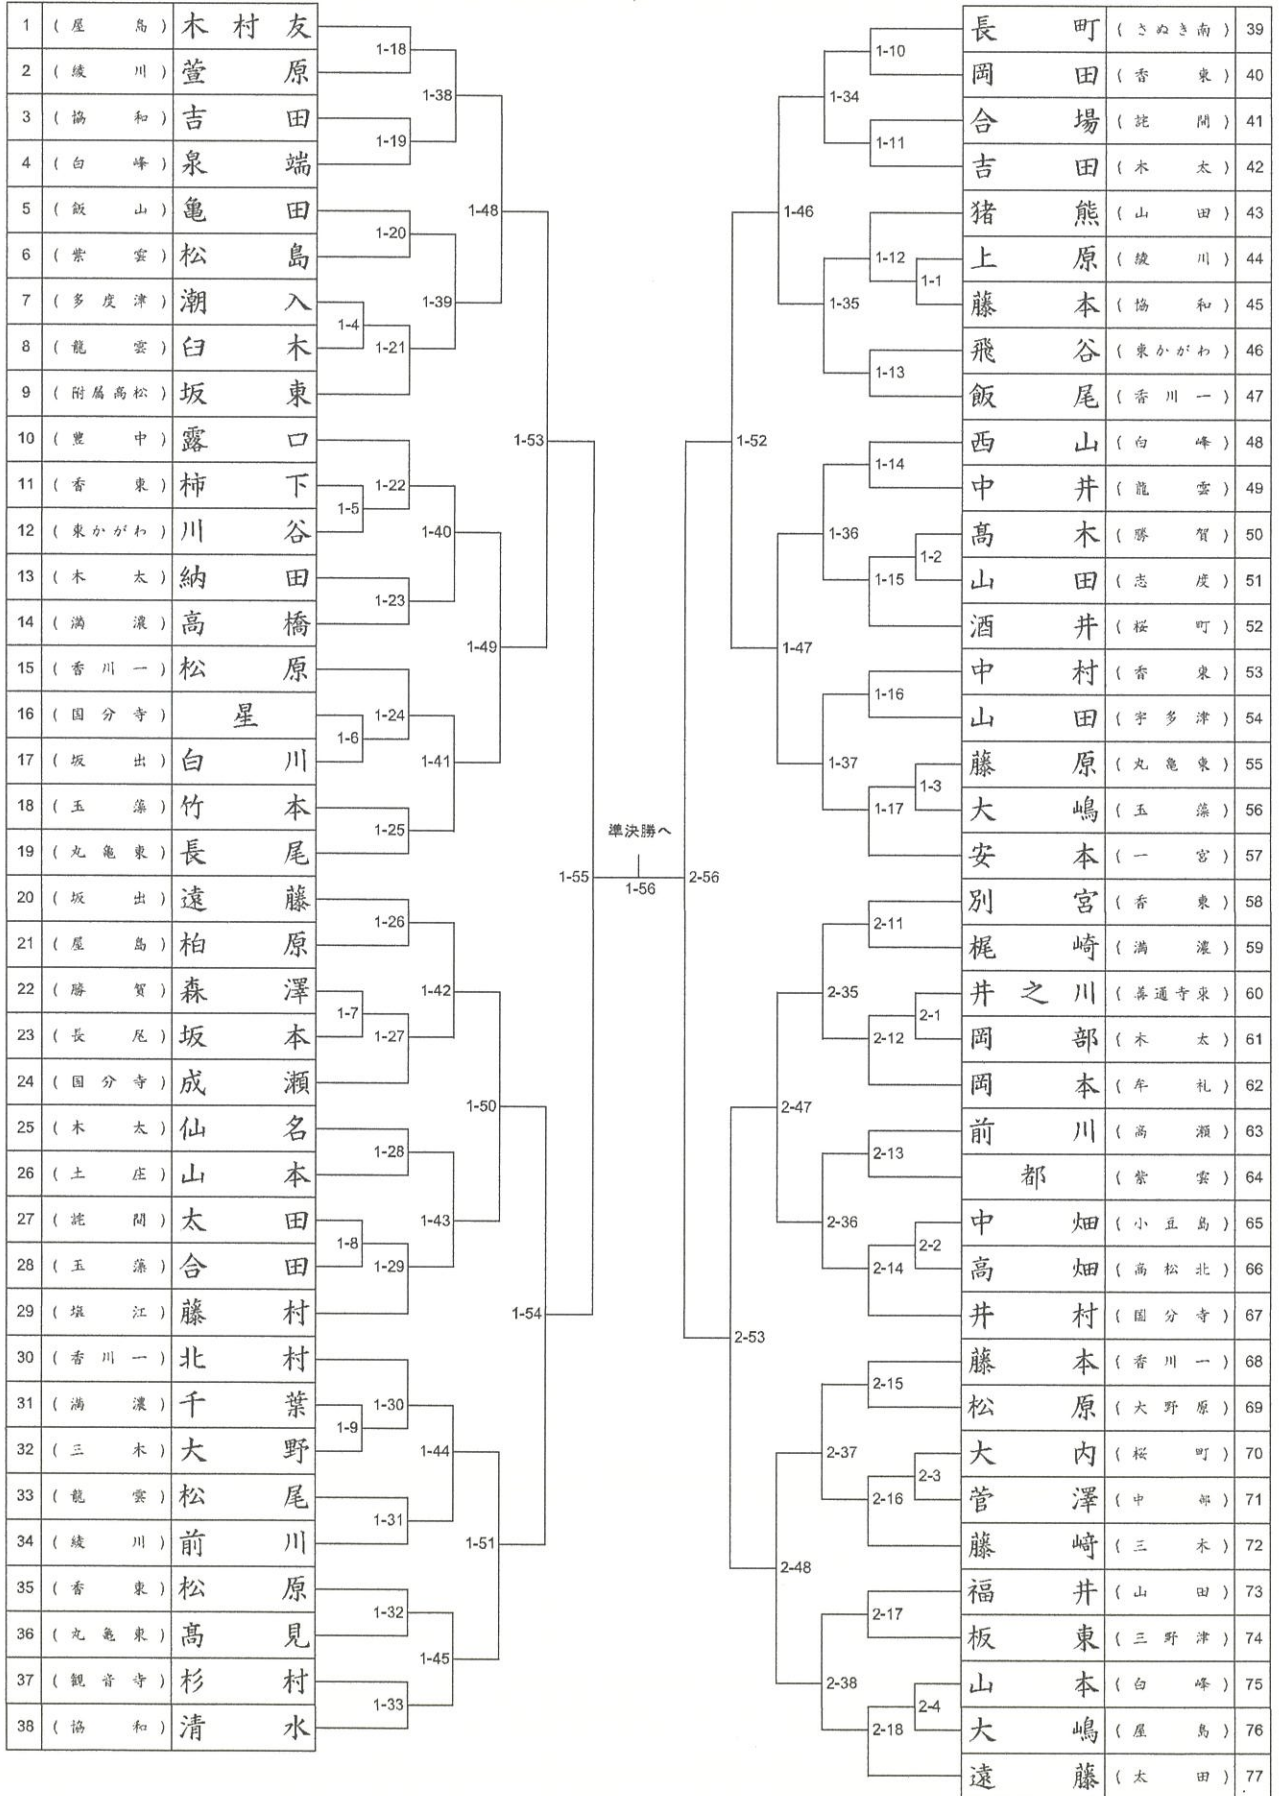 1 (屋島) 木村友
2 (綾川) 萱原
3 (協和) 吉田
4 (白峰) 泉端
5 (飯山) 亀田
6 (紫雲) 松島
7 (多度津) 潮入
8 (龍雲) 臼木
9 (附属高松) 坂東
10 (豊中) 露口
11 (香東) 柿下
12 (東かがわ) 川谷
13 (木太) 納田
14 (満濃) 高橋
15 (香川一) 松原
16 (国分寺) 星
17 (坂出) 白川
18 (玉藻) 竹本
19 (丸亀東) 長尾
20 (坂出) 遠藤
21 (屋島) 柏原
22 (勝賀) 森澤
23 (長尾) 坂本
24 (国分寺) 成瀬
25 (木太) 仙名
26 (土庄) 山本
27 (詫間) 太田
28 (玉藻) 合田
29 (塩江) 藤村
30 (香川一) 北村
31 (満濃) 千葉
32 (三木) 大野
33 (龍雲) 松尾
34 (綾川) 前川
35 (香東) 松原
36 (丸亀東) 髙見
37 (観音寺) 杉村
38 (協和) 清水
1-4
1-5
1-6
1-7
1-8
1-9
1-18
1-19
1-20
1-21
1-22
1-23
1-24
1-25
1-26
1-27
1-28
1-29
1-30
1-31
1-32
1-33
1-38
1-39
1-40
1-41
1-42
1-43
1-44
1-45
1-48
1-49
1-50
1-51
1-53
1-54
1-55
準決勝へ
1-56
2-56
1-52
2-53
1-46
1-47
2-47
2-48
1-34
1-35
1-36
1-37
2-35
2-36
2-37
2-38
1-10
1-11
1-12
1-13
1-14
1-15
1-16
1-17
2-11
2-12
2-13
2-14
2-15
2-16
2-17
2-18
1-1
1-2
1-3
2-1
2-2
2-3
2-4
長町 (さぬき南) 39
岡田 (香東) 40
合場 (詫間) 41
吉田 (木太) 42
猪熊 (山田) 43
上原 (綾川) 44
藤本 (協和) 45
飛谷 (東かがわ) 46
飯尾 (香川一) 47
西山 (白峰) 48
中井 (龍雲) 49
髙木 (勝賀) 50
山田 (志度) 51
酒井 (桜町) 52
中村 (香東) 53
山田 (宇多津) 54
藤原 (丸亀東) 55
大嶋 (玉藻) 56
安本 (一宮) 57
別宮 (香東) 58
梶崎 (満濃) 59
井之川 (善通寺東) 60
岡部 (木太) 61
岡本 (牟礼) 62
前川 (高瀬) 63
都 (紫雲) 64
中畑 (小豆島) 65
高畑 (高松北) 66
井村 (国分寺) 67
藤本 (香川一) 68
松原 (大野原) 69
大内 (桜町) 70
菅澤 (中部) 71
藤﨑 (三木) 72
福井 (山田) 73
板東 (三野津) 74
山本 (白峰) 75
大嶋 (屋島) 76
遠藤 (太田) 77